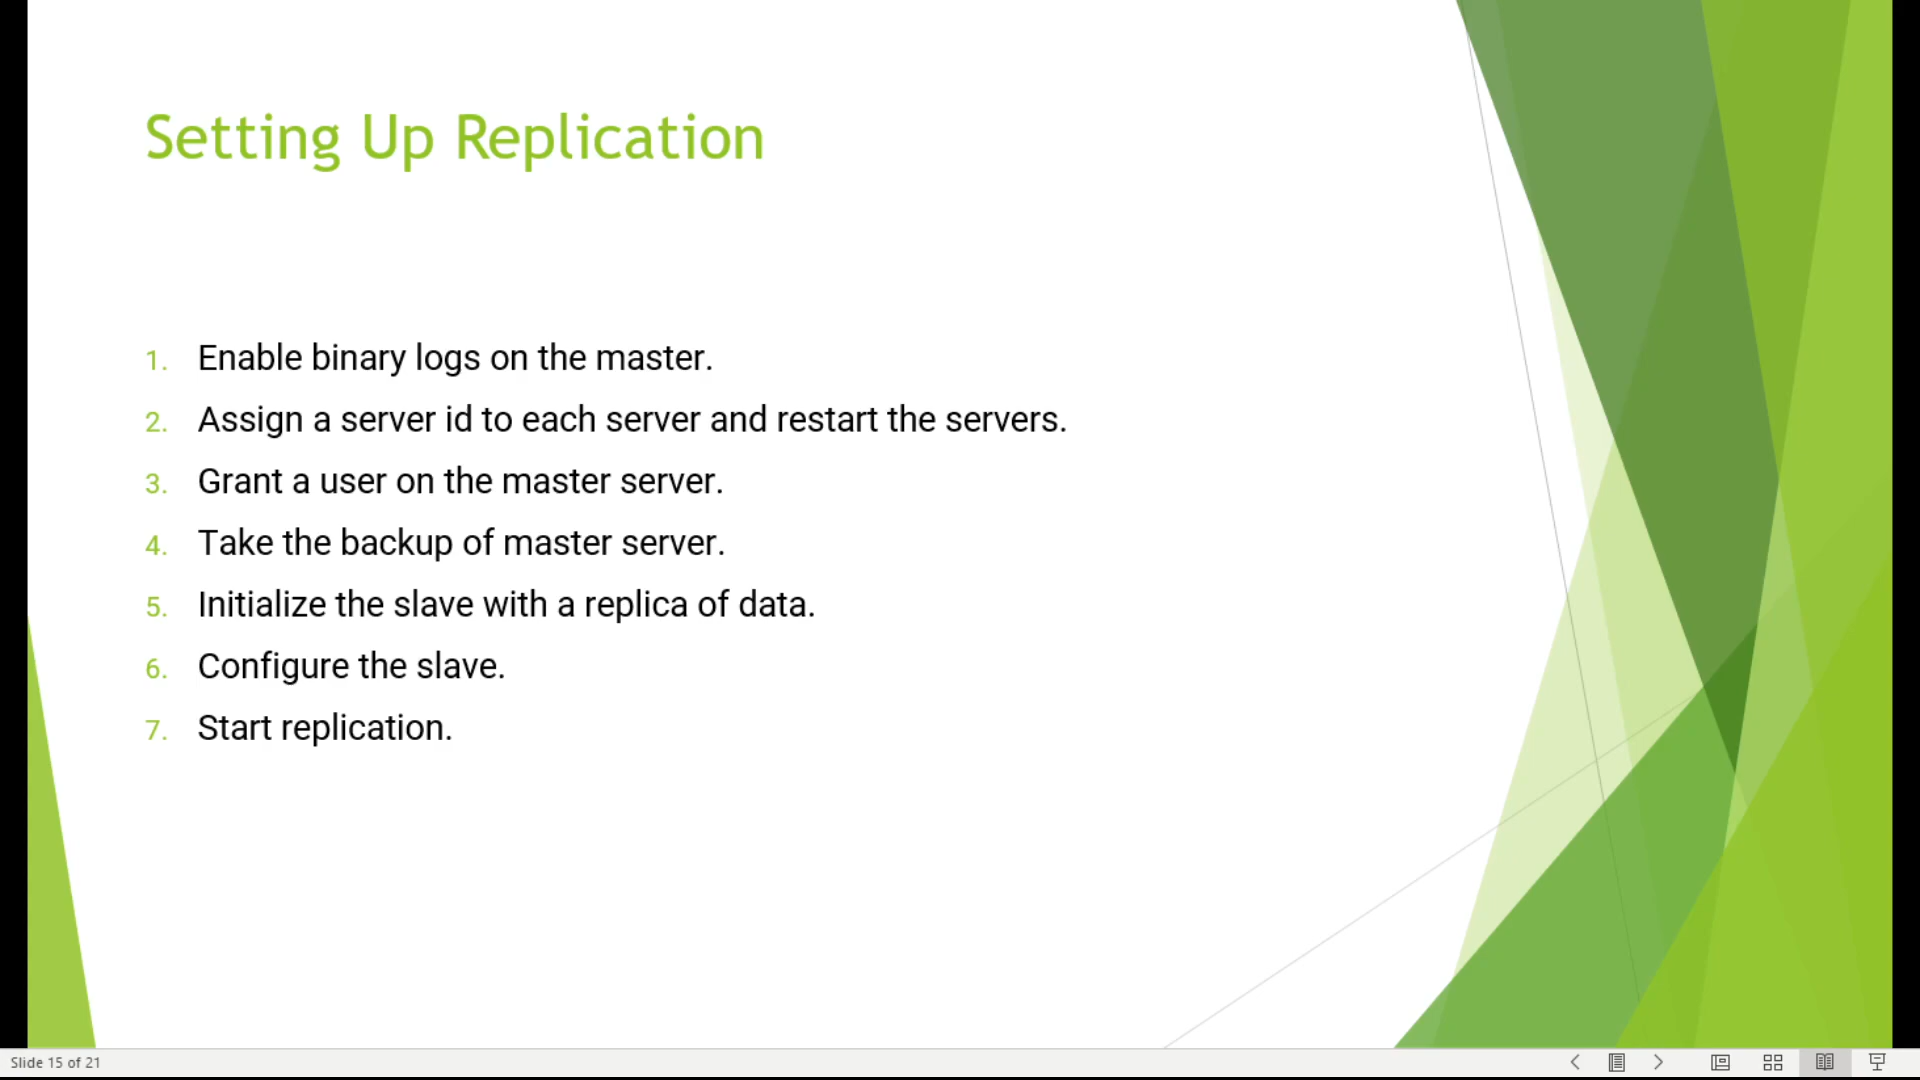 Setting Up Replication
1. Enable binary logs on the master.
2. Assign a server id to each server and restart the servers.
3. Grant a user on the master server.
4. Take the backup of master server.
5. Initialize the slave with a replica of data.
6. Configure the slave.
7. Start replication.
Slide 15 of 21